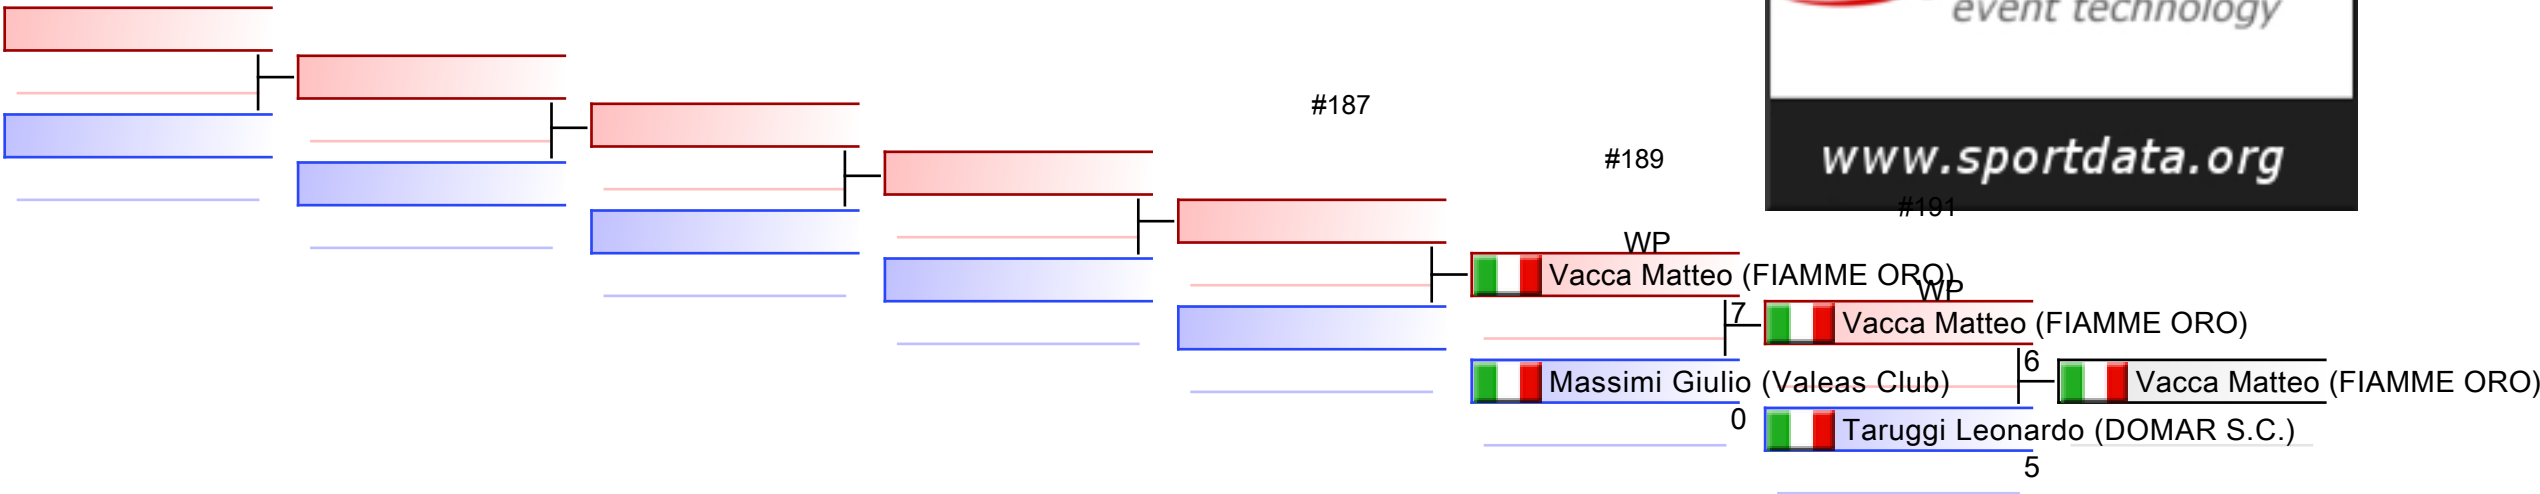 event technology
www.sportdata.org
#187
#189
#191
WP
Vacca Matteo (FIAMME ORO)
WP
7
Vacca Matteo (FIAMME ORO)
6
Massimi Giulio (Valeas Club)
Vacca Matteo (FIAMME ORO)
0
Taruggi Leonardo (DOMAR S.C.)
5